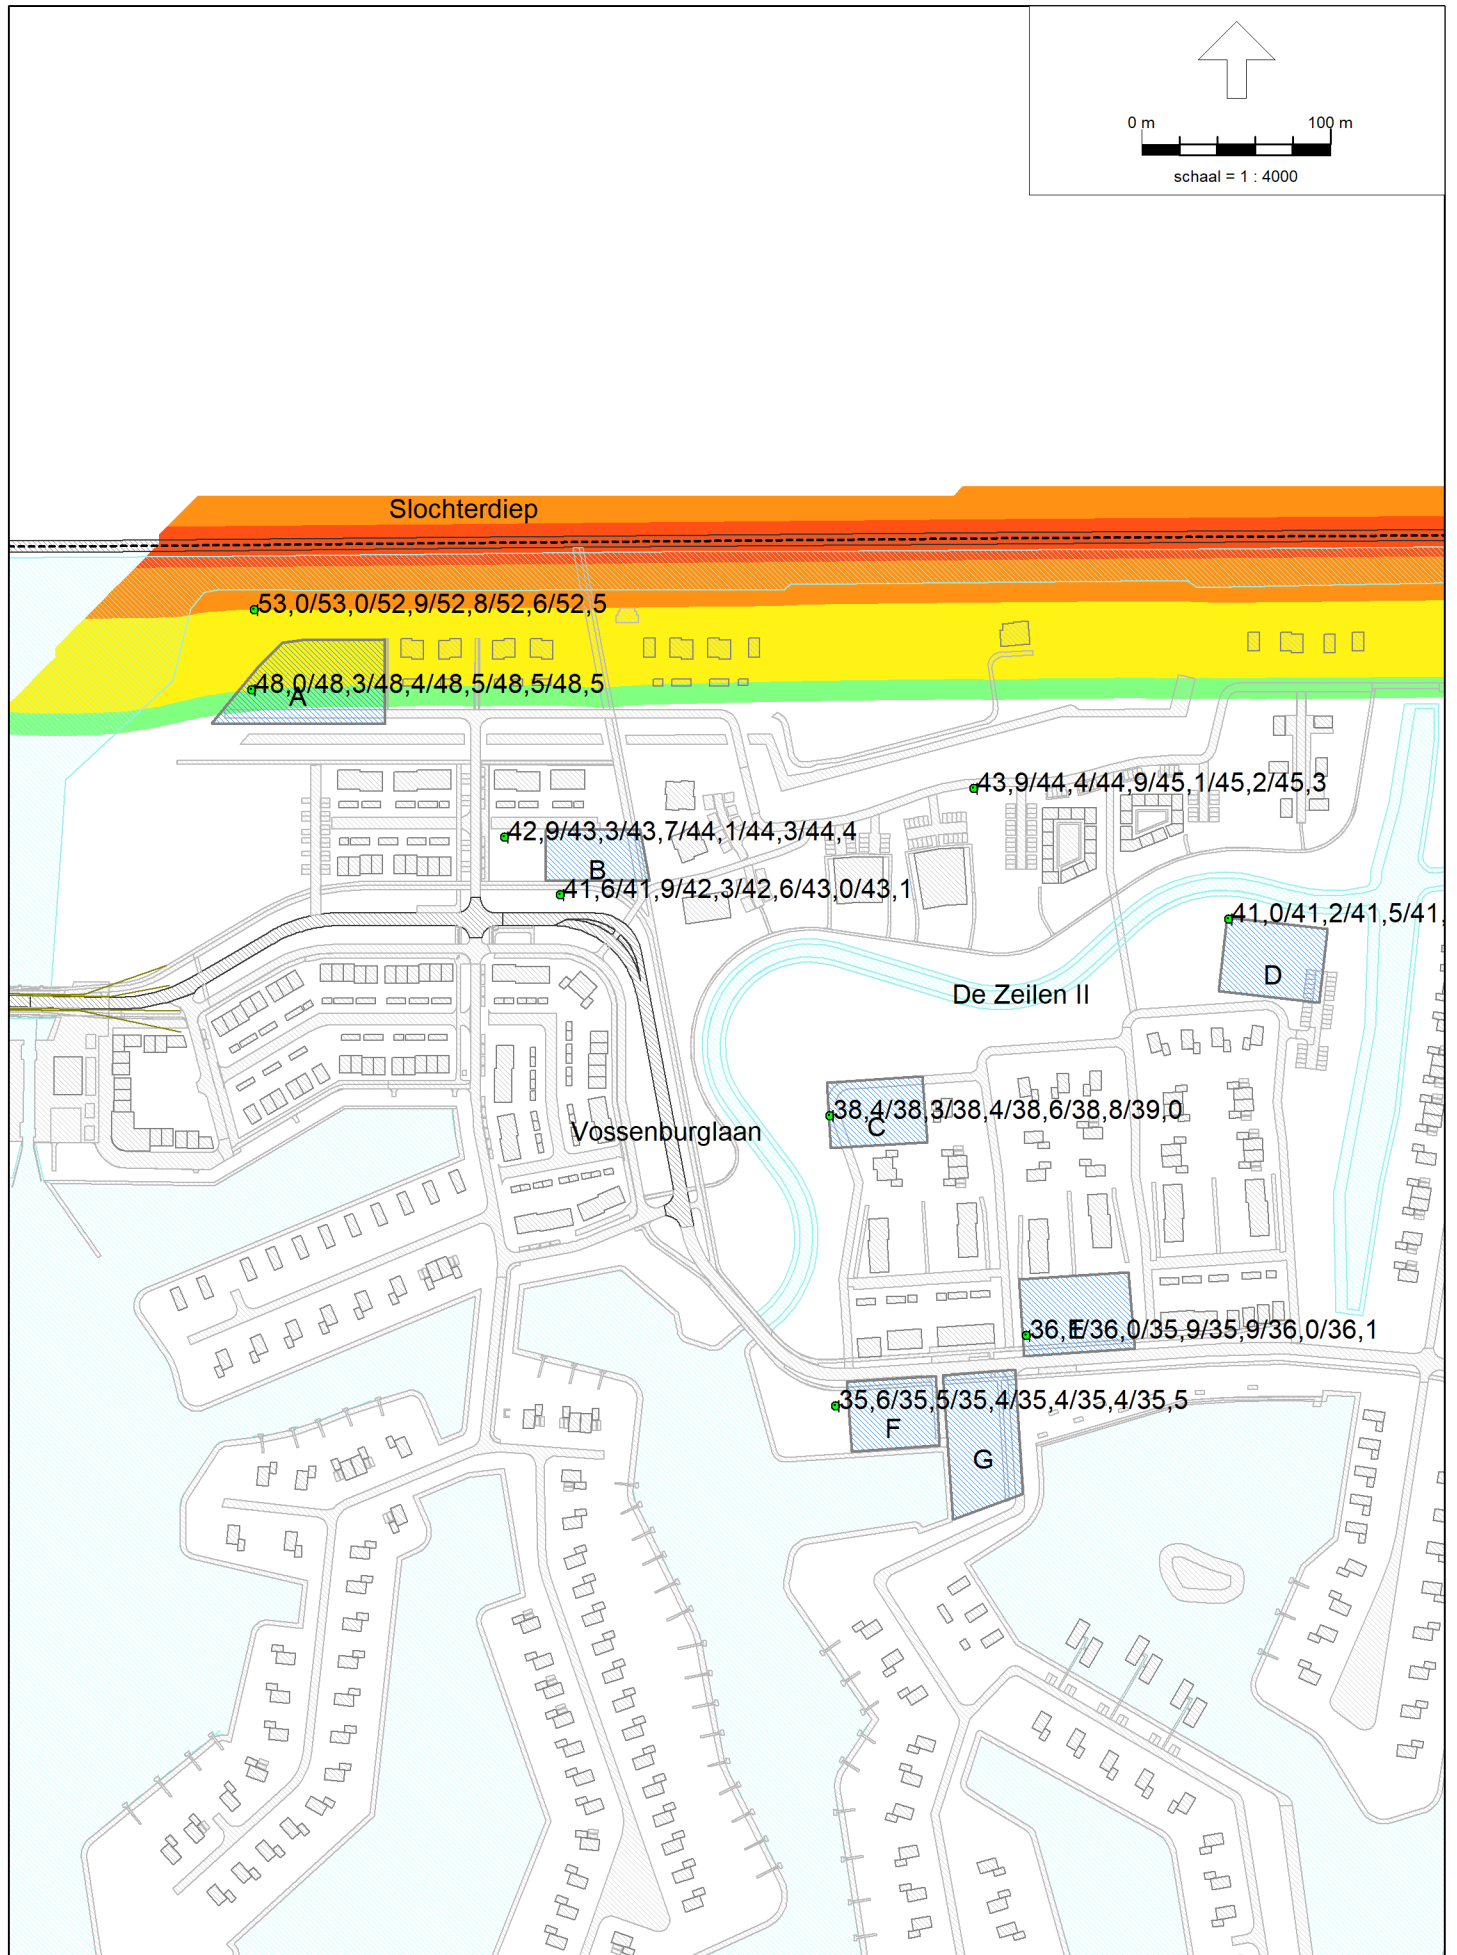 0 m 100 m
schaal = 1 : 4000
Slochterdiep
53,0/53,0/52,9/52,8/52,6/52,5
48,0/48,3/48,4/48,5/48,5/48,5
A
43,9/44,4/44,9/45,1/45,2/45,3
42,9/43,3/43,7/44,1/44,3/44,4
B
41,6/41,9/42,3/42,6/43,0/43,1
41,0/41,2/41,5/41,
D
De Zeilen II
38,4/38,3/38,4/38,6/38,8/39,0
C
Vossenburglaan
36,1/36,0/35,9/35,9/36,0/36,1
E
35,6/35,5/35,4/35,4/35,4/35,5
F
G